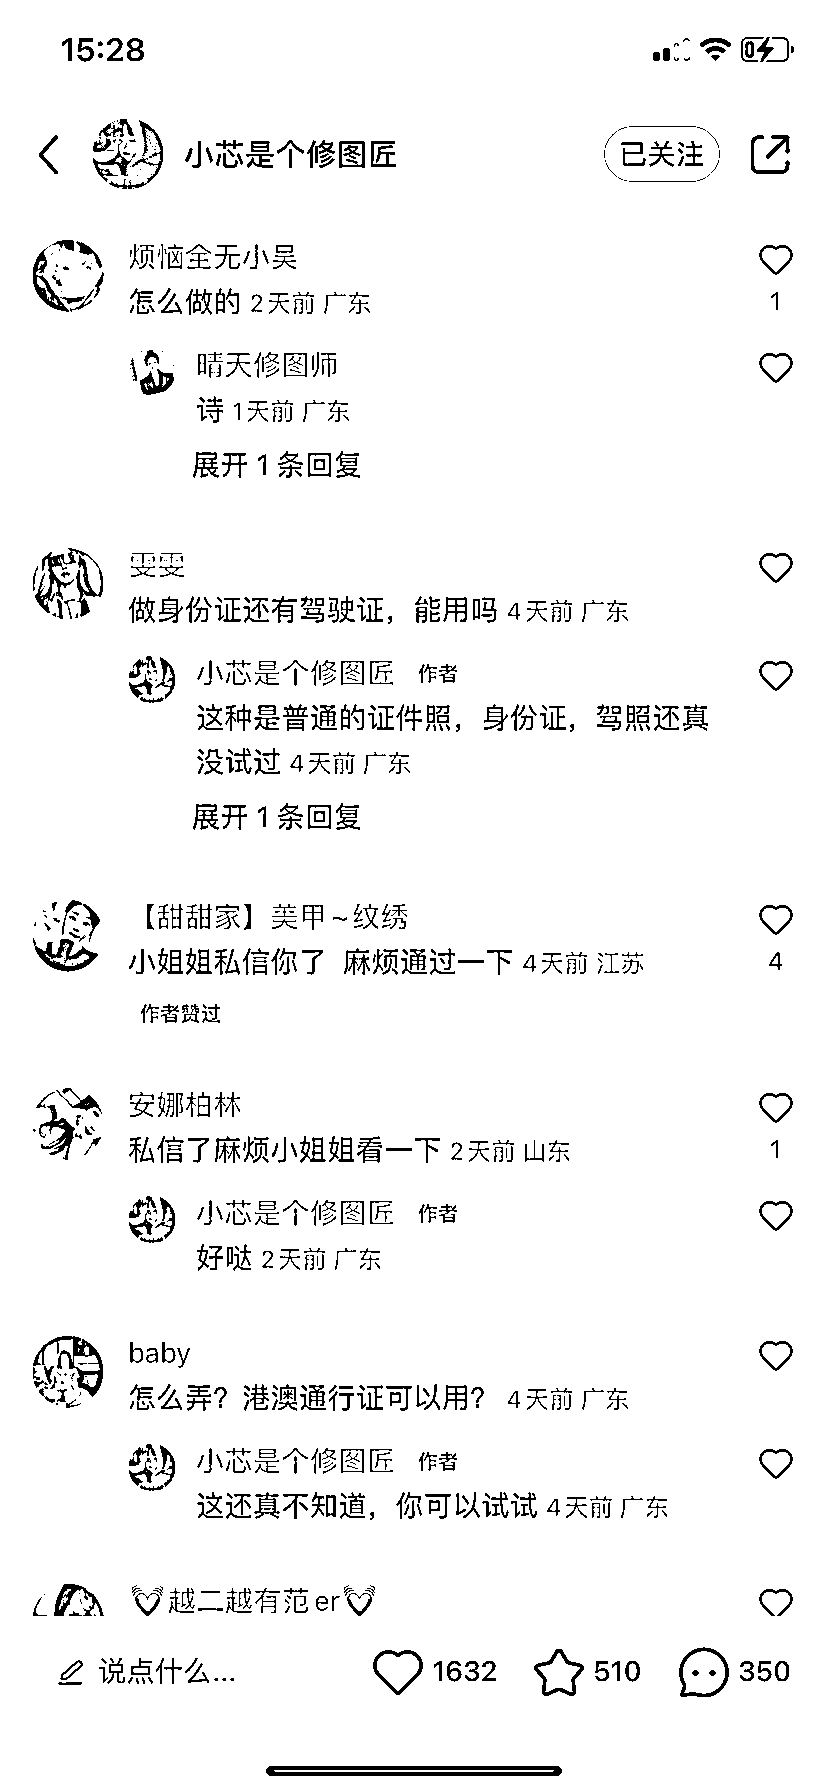 15:28
小芯是个修图匠
已关注
烦恼全无小吴
怎么做的 2天前 广东
1
晴天修图师
诗 1天前 广东
展开 1 条回复
雯雯
做身份证还有驾驶证，能用吗 4天前 广东
小芯是个修图匠 作者
这种是普通的证件照，身份证，驾照还真
没试过 4天前 广东
展开 1 条回复
【甜甜家】美甲~纹绣
小姐姐私信你了 麻烦通过一下 4天前 江苏
4
作者赞过
安娜柏林
私信了麻烦小姐姐看一下 2天前 山东
1
小芯是个修图匠 作者
好哒 2天前 广东
baby
怎么弄？港澳通行证可以用？ 4天前 广东
小芯是个修图匠 作者
这还真不知道，你可以试试 4天前 广东
💓越二越有范er💓
说点什么...
1632
510
350